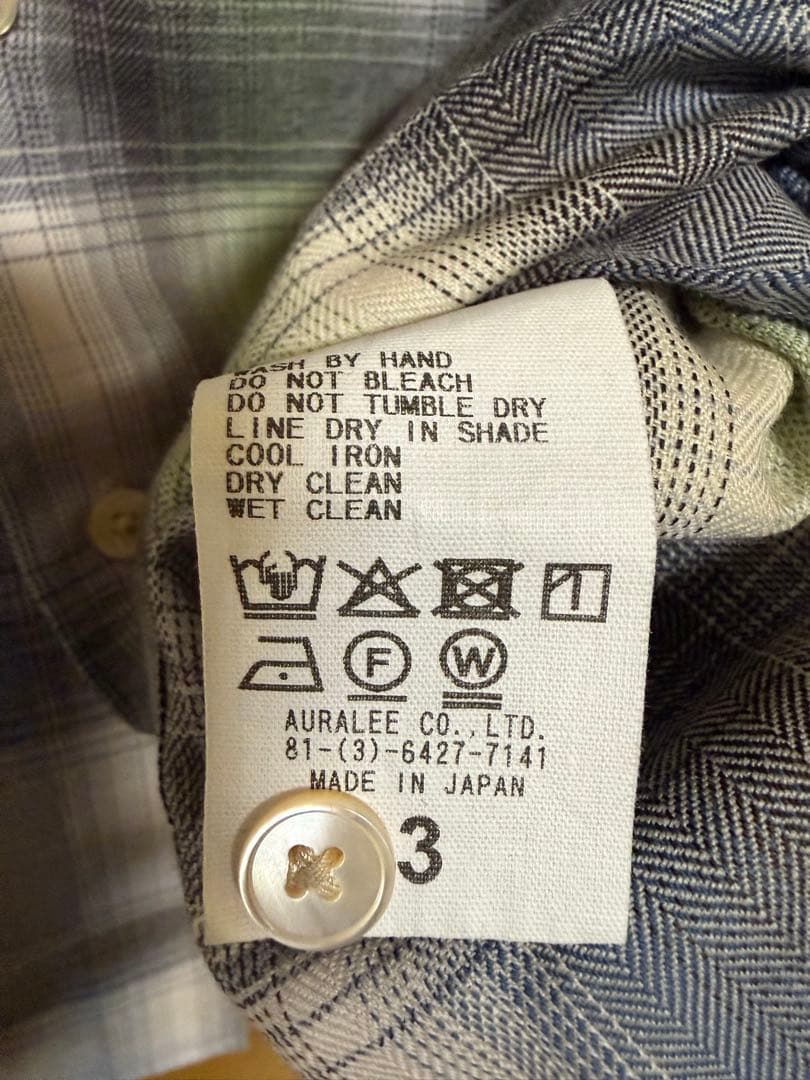 WASH BY HAND
DO NOT BLEACH
DO NOT TUMBLE DRY
LINE DRY IN SHADE
COOL IRON
DRY CLEAN
WET CLEAN
F W
AURALEE CO.,LTD.
81-(3)-6427-7141
MADE IN JAPAN
3